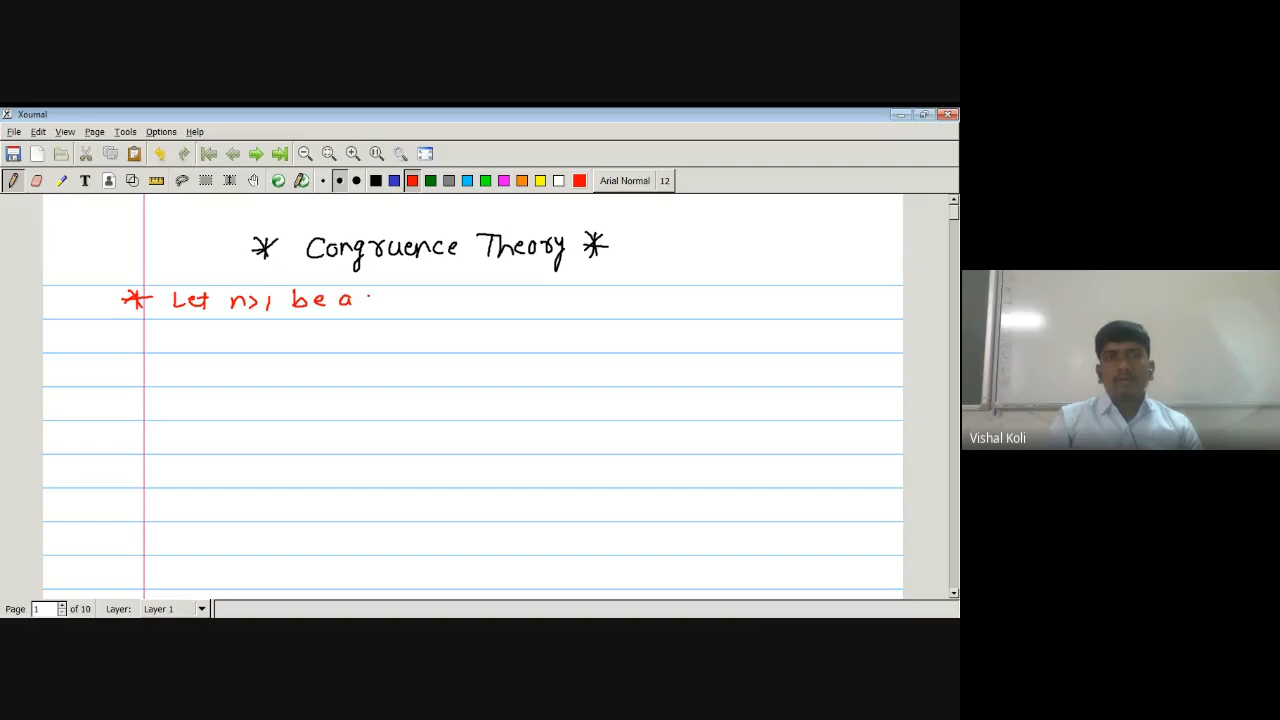 Xournal
File Edit View Page Tools Options Help
T Arial Normal 12
* Congruence Theory *
* Let n>1 be a
Vishal Koli
Page 1 of 10 Layer: Layer 1